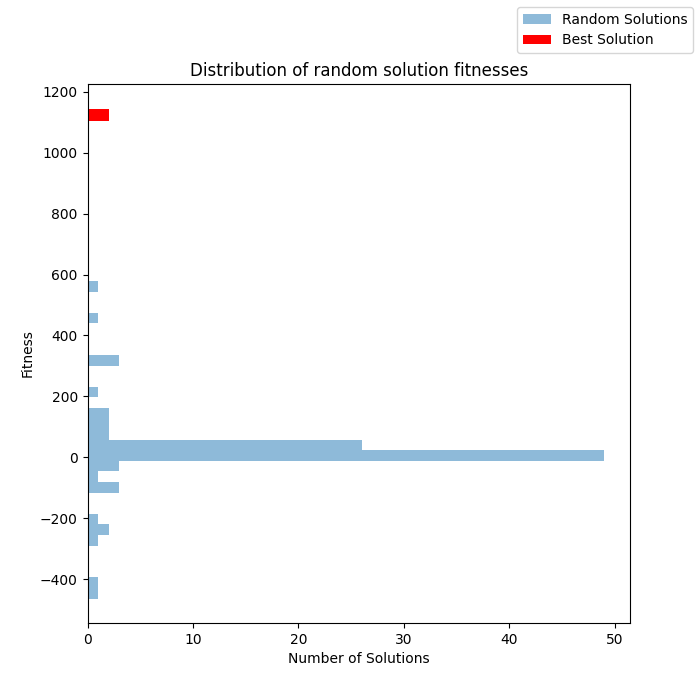 Random Solutions
Best Solution
Distribution of random solution fitnesses
1200
1000
800
600
400
200
0
−200
−400
Fitness
0 10 20 30 40 50
Number of Solutions